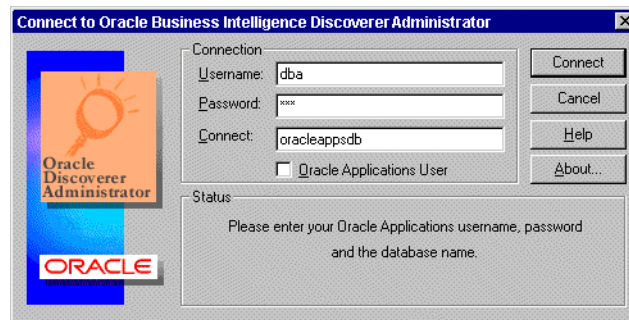 Connect to Oracle Business Intelligence Discoverer Administrator
Connection
Username: dba
Password: ***
Connect: oracleappsdb
Oracle Applications User
Connect
Cancel
Help
About...
Oracle
Discoverer
Administrator
ORACLE
Status
Please enter your Oracle Applications username, password
and the database name.